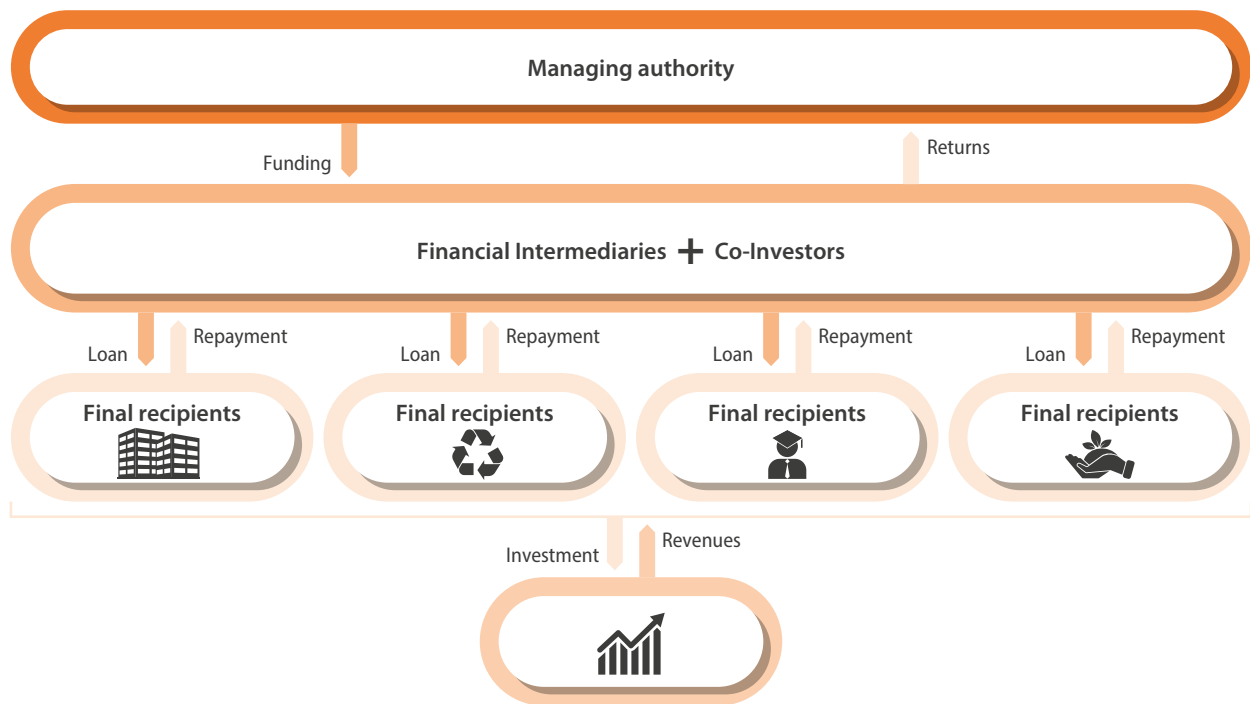 Managing authority
Funding
Returns
Financial Intermediaries + Co-Investors
Loan
Repayment
Loan
Repayment
Loan
Repayment
Loan
Repayment
Final recipients
Final recipients
Final recipients
Final recipients
Investment
Revenues